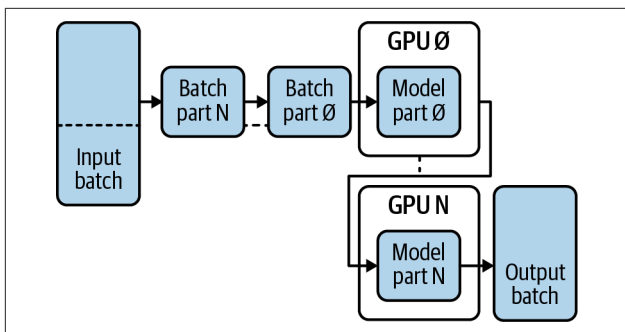 GPU Ø
Batch
part N
Batch
part Ø
Model
part Ø
Input
batch
GPU N
Model
part N
Output
batch